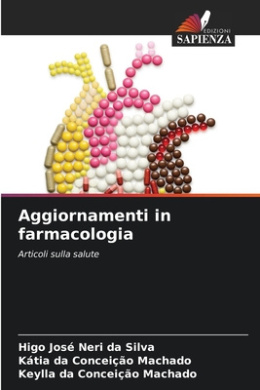 EDIZIONI
SAPIENZA
Aggiornamenti in
farmacologia
Articoli sulla salute
Higo José Neri da Silva
Kátia da Conceição Machado
Keylla da Conceição Machado